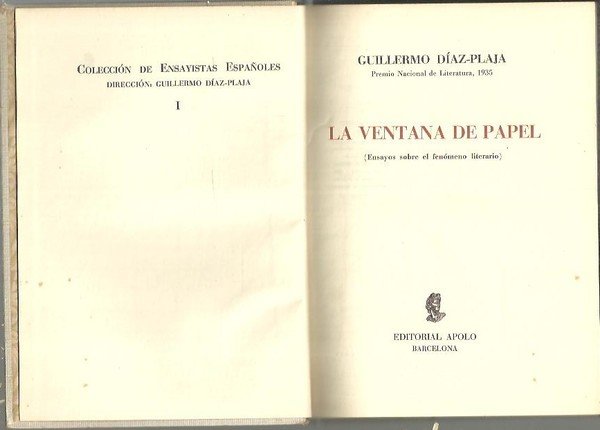 COLECCIÓN DE ENSAYISTAS ESPAÑOLES
DIRECCIÓN: GUILLERMO DÍAZ-PLAJA
I
GUILLERMO DÍAZ-PLAJA
Premio Nacional de Literatura, 1935
LA VENTANA DE PAPEL
(Ensayos sobre el fenómeno literario)
EDITORIAL APOLO
BARCELONA